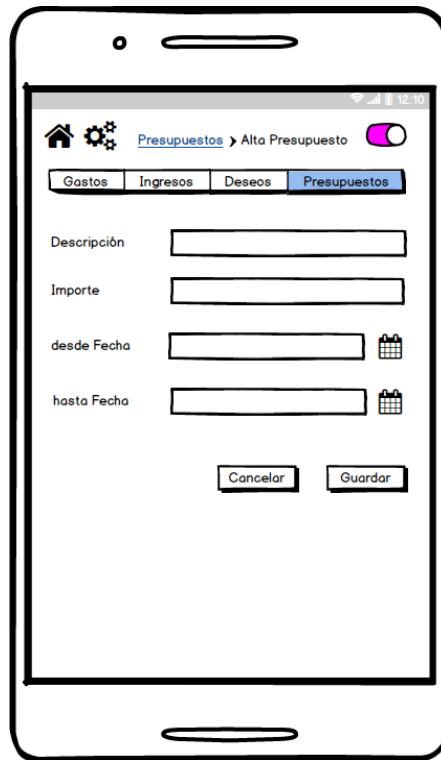 12:10
Presupuestos ❯ Alta Presupuesto
Gastos Ingresos Deseos Presupuestos
Descripción
Importe
desde Fecha
hasta Fecha
Cancelar Guardar